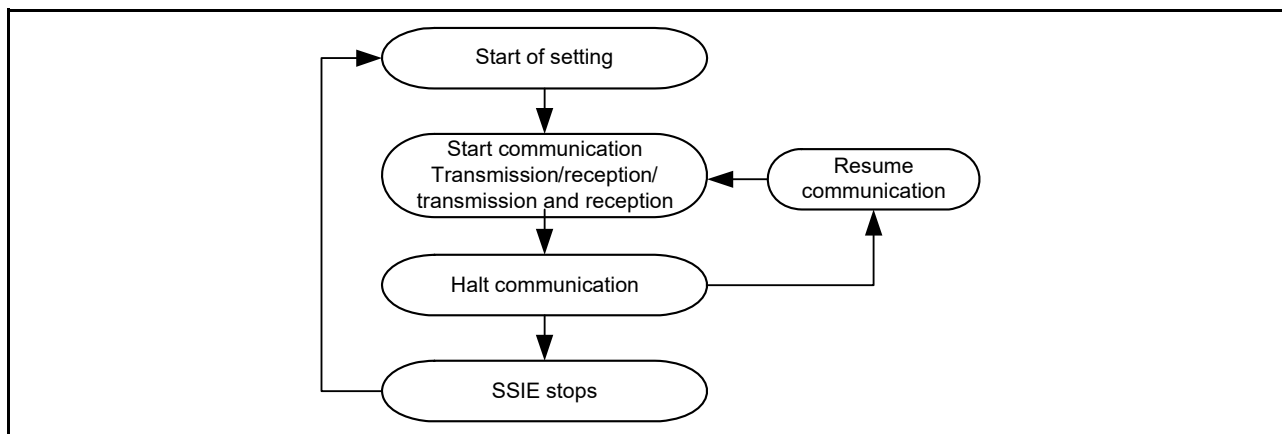 Start of setting
Start communication
Transmission/reception/
transmission and reception
Resume
communication
Halt communication
SSIE stops